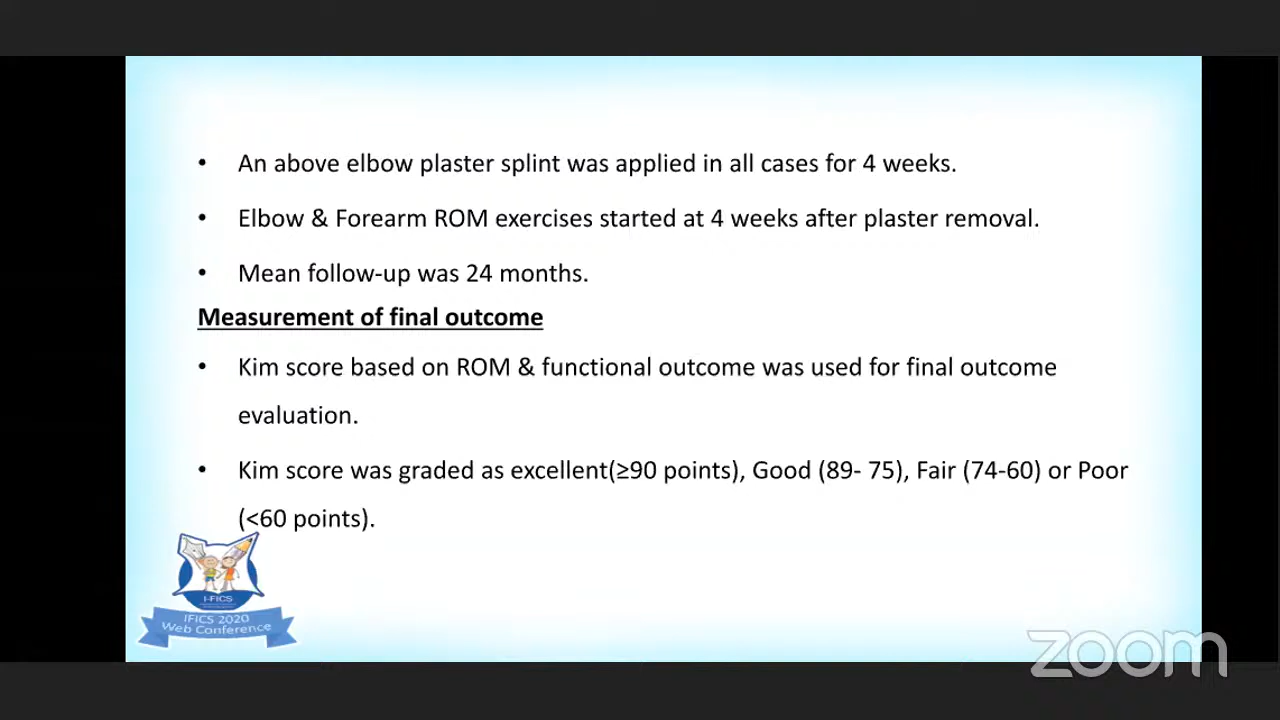 • An above elbow plaster splint was applied in all cases for 4 weeks.
• Elbow & Forearm ROM exercises started at 4 weeks after plaster removal.
• Mean follow-up was 24 months.
Measurement of final outcome
• Kim score based on ROM & functional outcome was used for final outcome
evaluation.
• Kim score was graded as excellent(≥90 points), Good (89- 75), Fair (74-60) or Poor
(<60 points).
I-FICS
IFICS 2020
Web Conference
zoom